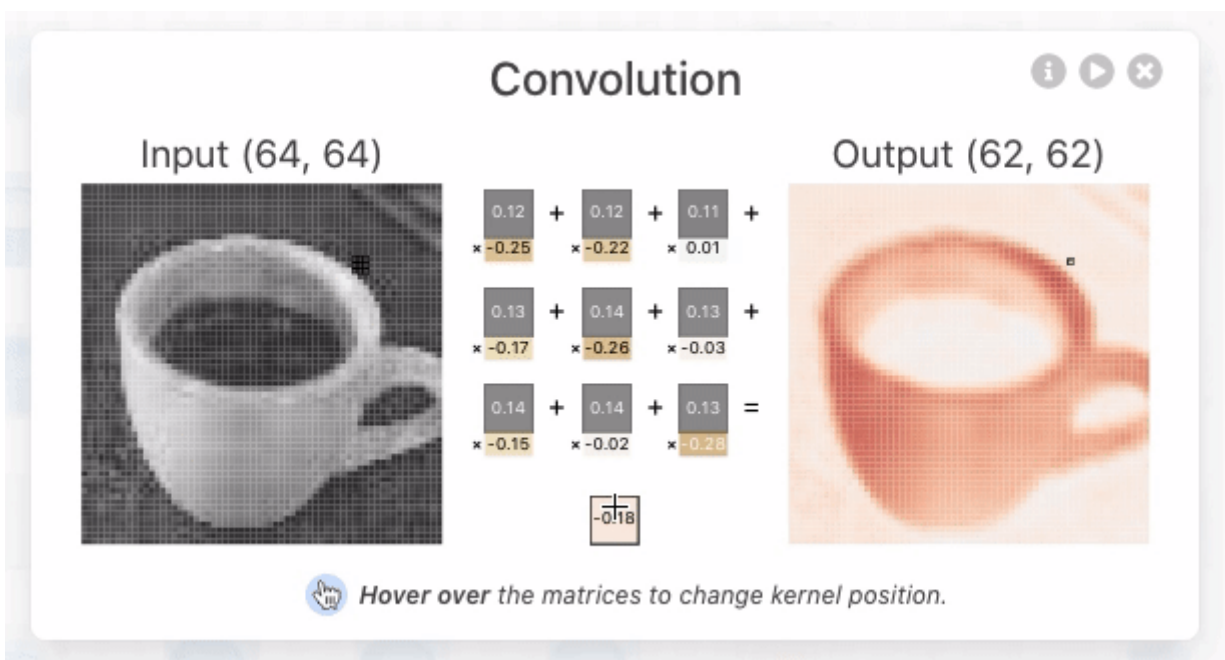 Convolution
Input (64, 64)
Output (62, 62)
0.12 + 0.12 + 0.11 +
× -0.25 × -0.22 × 0.01
0.13 + 0.14 + 0.13 +
× -0.17 × -0.26 × -0.03
0.14 + 0.14 + 0.13 =
× -0.15 × -0.02 × -0.28
-0.18
Hover over the matrices to change kernel position.